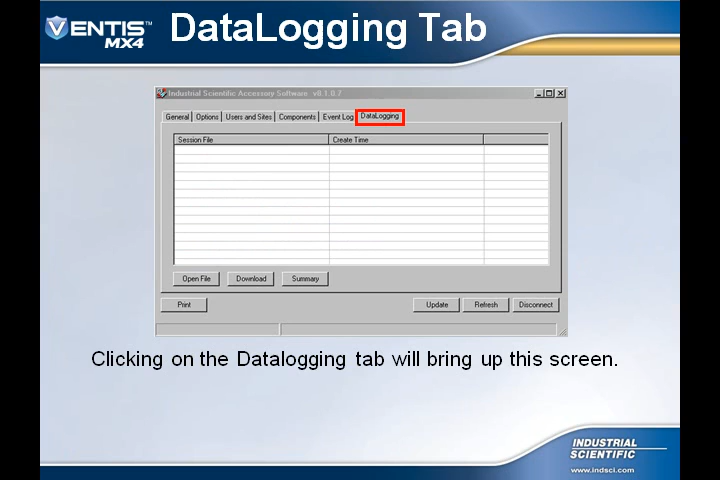 VENTIS™ MX4
DataLogging Tab
Industrial Scientific Accessory Software v8.1.0.7
General Options Users and Sites Components Event Log DataLogging
Session File Create Time
Open File Download Summary
Print Update Refresh Disconnect
Clicking on the Datalogging tab will bring up this screen.
INDUSTRIAL
SCIENTIFIC
www.indsci.com